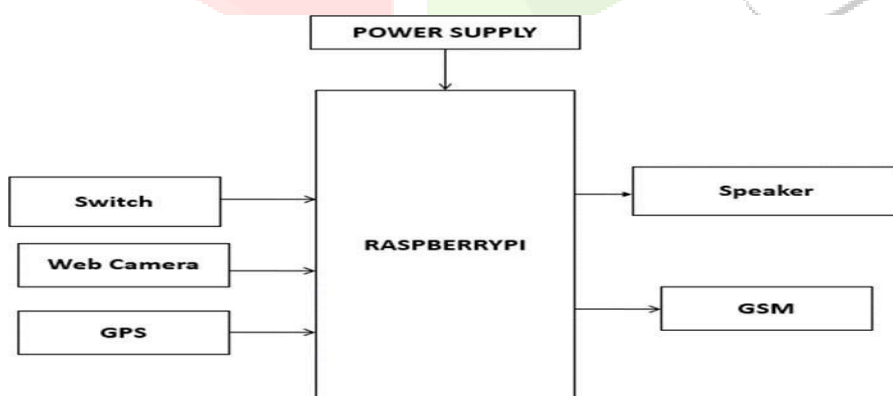 POWER SUPPLY
Switch
Web Camera
GPS
RASPBERRYPI
Speaker
GSM